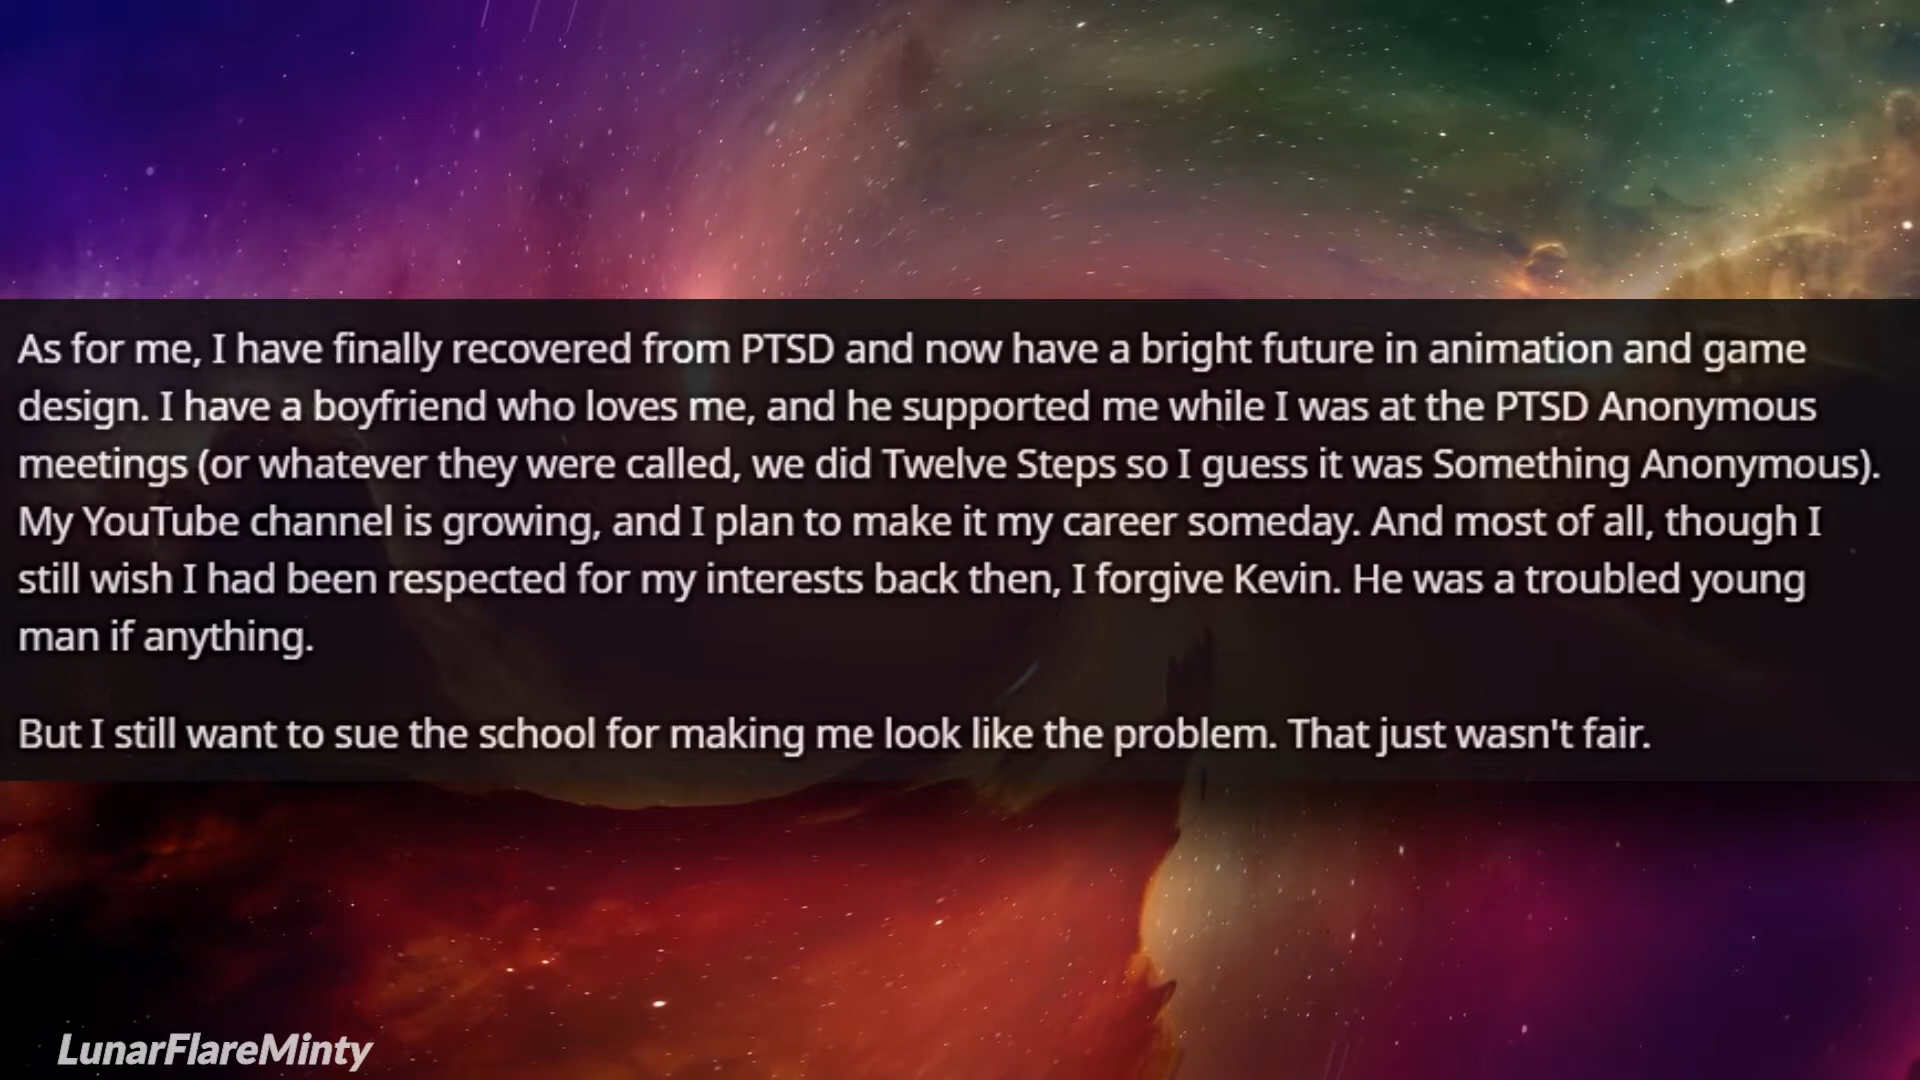 As for me, I have finally recovered from PTSD and now have a bright future in animation and game
design. I have a boyfriend who loves me, and he supported me while I was at the PTSD Anonymous
meetings (or whatever they were called, we did Twelve Steps so I guess it was Something Anonymous).
My YouTube channel is growing, and I plan to make it my career someday. And most of all, though I
still wish I had been respected for my interests back then, I forgive Kevin. He was a troubled young
man if anything.
But I still want to sue the school for making me look like the problem. That just wasn't fair.
LunarFlareMinty